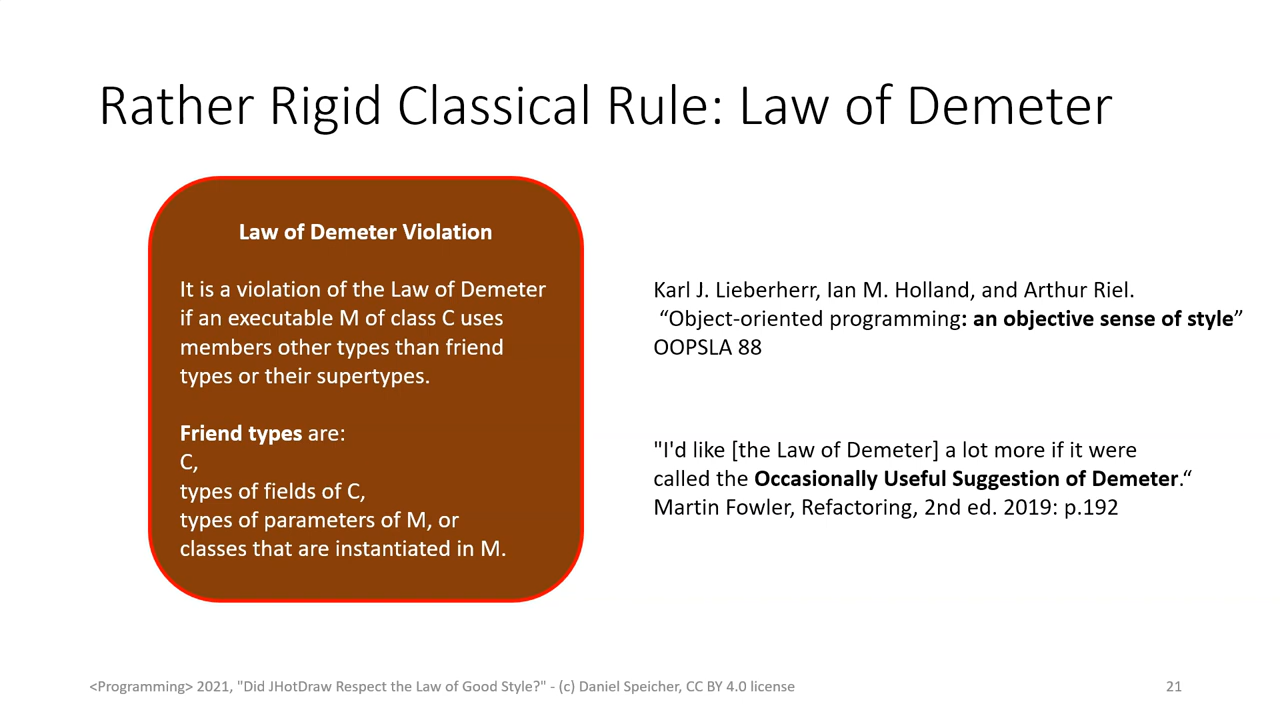 Rather Rigid Classical Rule: Law of Demeter
Law of Demeter Violation
It is a violation of the Law of Demeter
if an executable M of class C uses
members other types than friend
types or their supertypes.
Friend types are:
C,
types of fields of C,
types of parameters of M, or
classes that are instantiated in M.
Karl J. Lieberherr, Ian M. Holland, and Arthur Riel.
“Object-oriented programming: an objective sense of style”
OOPSLA 88
"I'd like [the Law of Demeter] a lot more if it were
called the Occasionally Useful Suggestion of Demeter.“
Martin Fowler, Refactoring, 2nd ed. 2019: p.192
<Programming> 2021, "Did JHotDraw Respect the Law of Good Style?" - (c) Daniel Speicher, CC BY 4.0 license
21